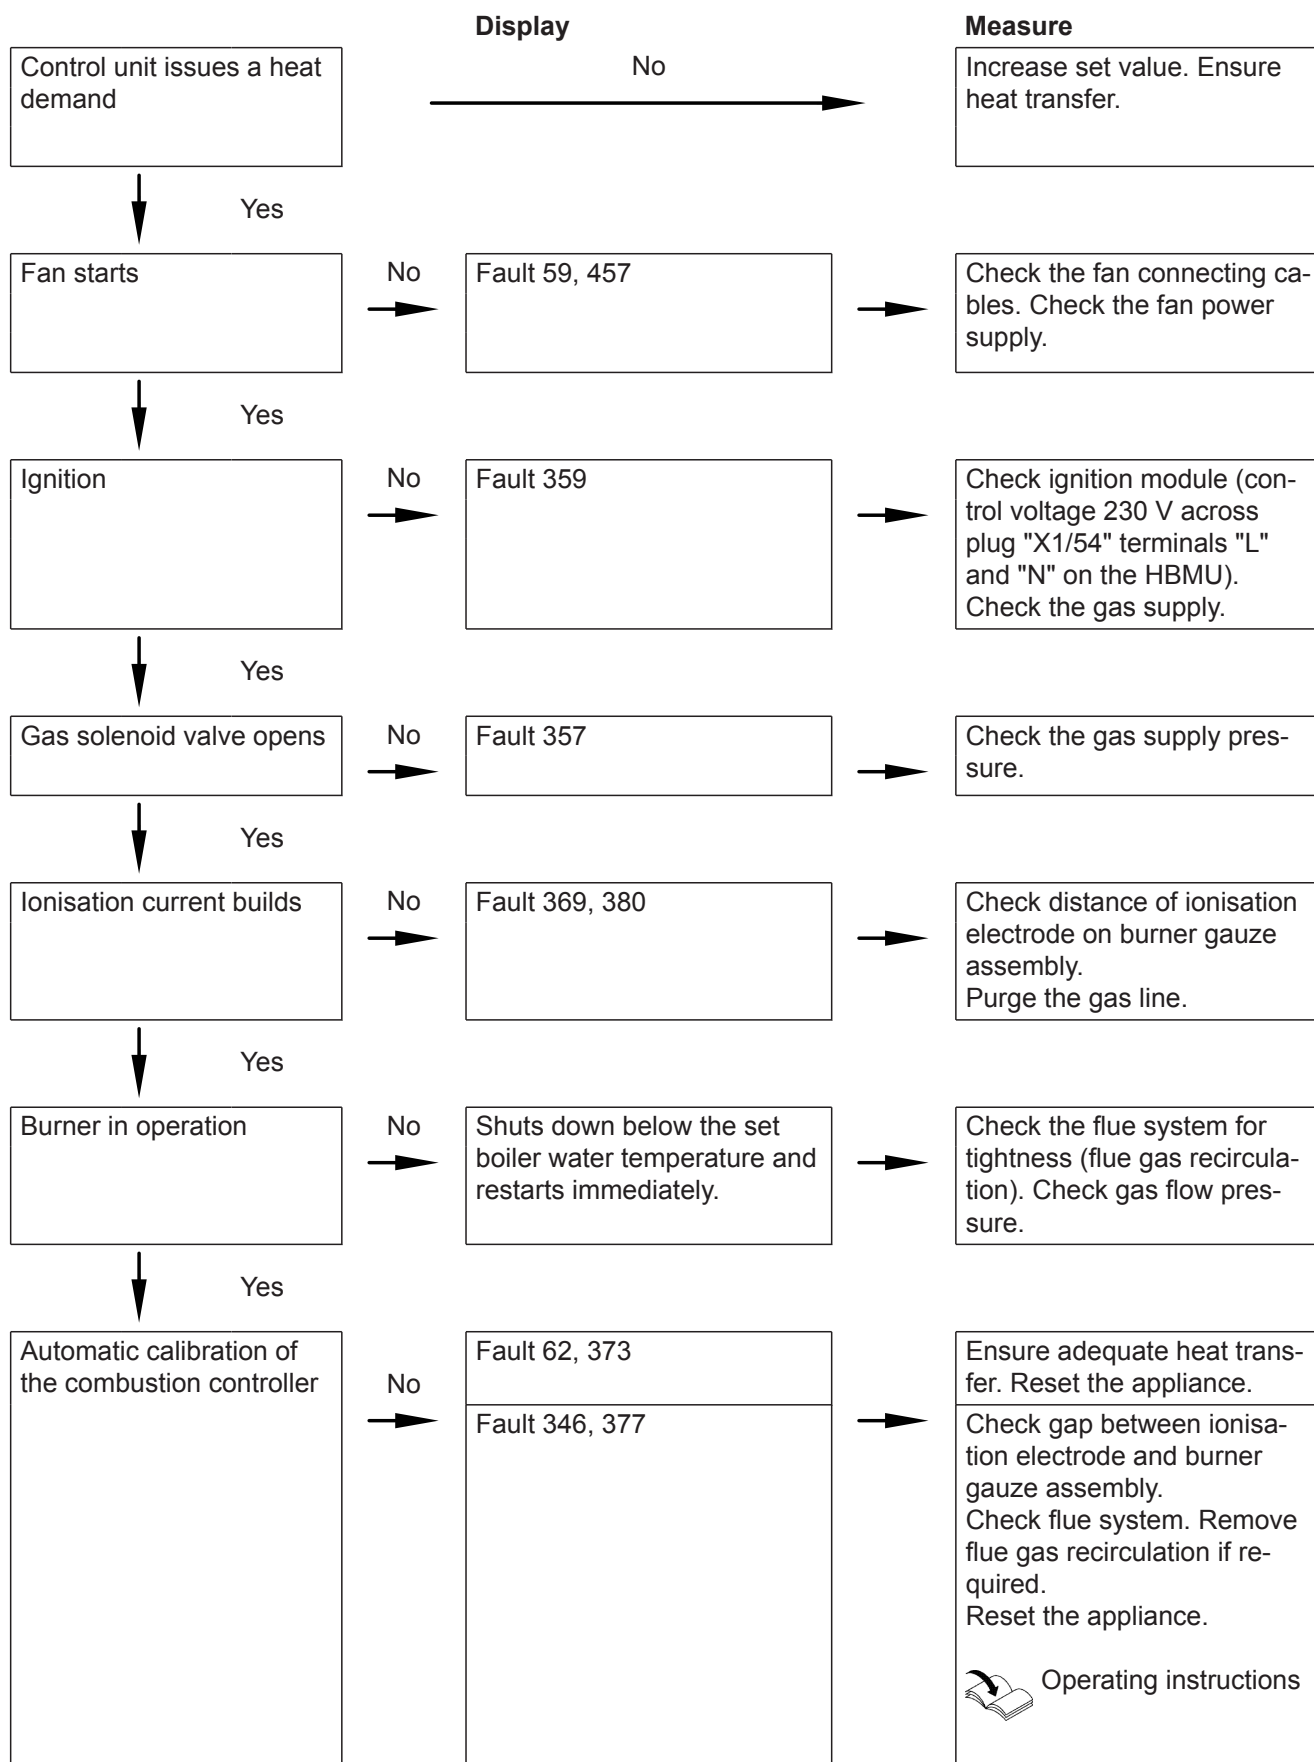 Display
Measure
Control unit issues a heat
demand
No
Increase set value. Ensure
heat transfer.
Yes
Fan starts
No
Fault 59, 457
Check the fan connecting ca-
bles. Check the fan power
supply.
Yes
Ignition
No
Fault 359
Check ignition module (con-
trol voltage 230 V across
plug "X1/54" terminals "L"
and "N" on the HBMU).
Check the gas supply.
Yes
Gas solenoid valve opens
No
Fault 357
Check the gas supply pres-
sure.
Yes
Ionisation current builds
No
Fault 369, 380
Check distance of ionisation
electrode on burner gauze
assembly.
Purge the gas line.
Yes
Burner in operation
No
Shuts down below the set
boiler water temperature and
restarts immediately.
Check the flue system for
tightness (flue gas recircula-
tion). Check gas flow pres-
sure.
Yes
Automatic calibration of
the combustion controller
No
Fault 62, 373
Ensure adequate heat trans-
fer. Reset the appliance.
Fault 346, 377
Check gap between ionisa-
tion electrode and burner
gauze assembly.
Check flue system. Remove
flue gas recirculation if re-
quired.
Reset the appliance.
Operating instructions